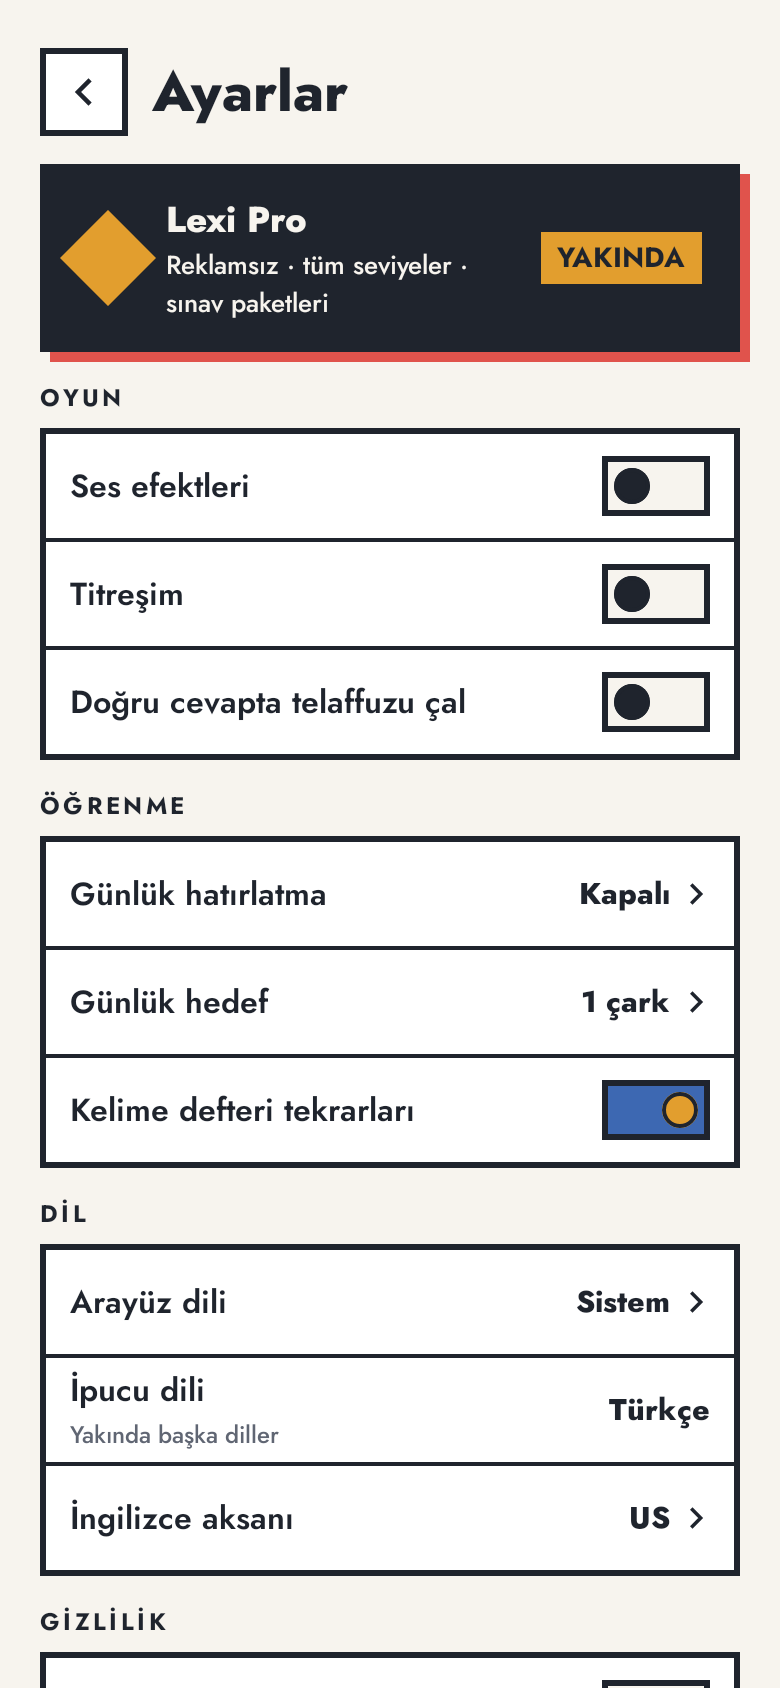 Ayarlar
Lexi Pro
Reklamsız · tüm seviyeler ·
sınav paketleri
YAKINDA
OYUN
Ses efektleri
Titreşim
Doğru cevapta telaffuzu çal
ÖĞRENME
Günlük hatırlatma
Kapalı
Günlük hedef
1 çark
Kelime defteri tekrarları
DİL
Arayüz dili
Sistem
İpucu dili
Yakında başka diller
Türkçe
İngilizce aksanı
US
GİZLİLİK